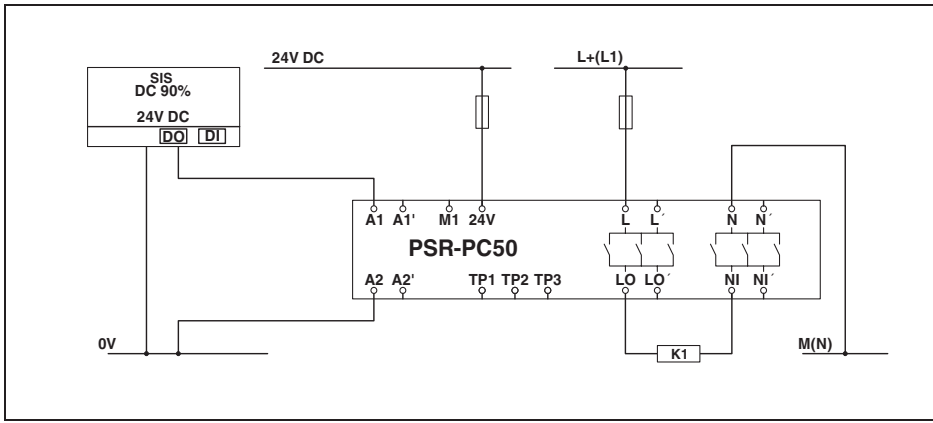 24V DC
L+(L1)
SIS
DC 90%
24V DC
DO DI
A1 A1' M1 24V L L´ N N´
PSR-PC50
A2 A2' TP1 TP2 TP3 LO LO´ NI NI´
0V
K1
M(N)